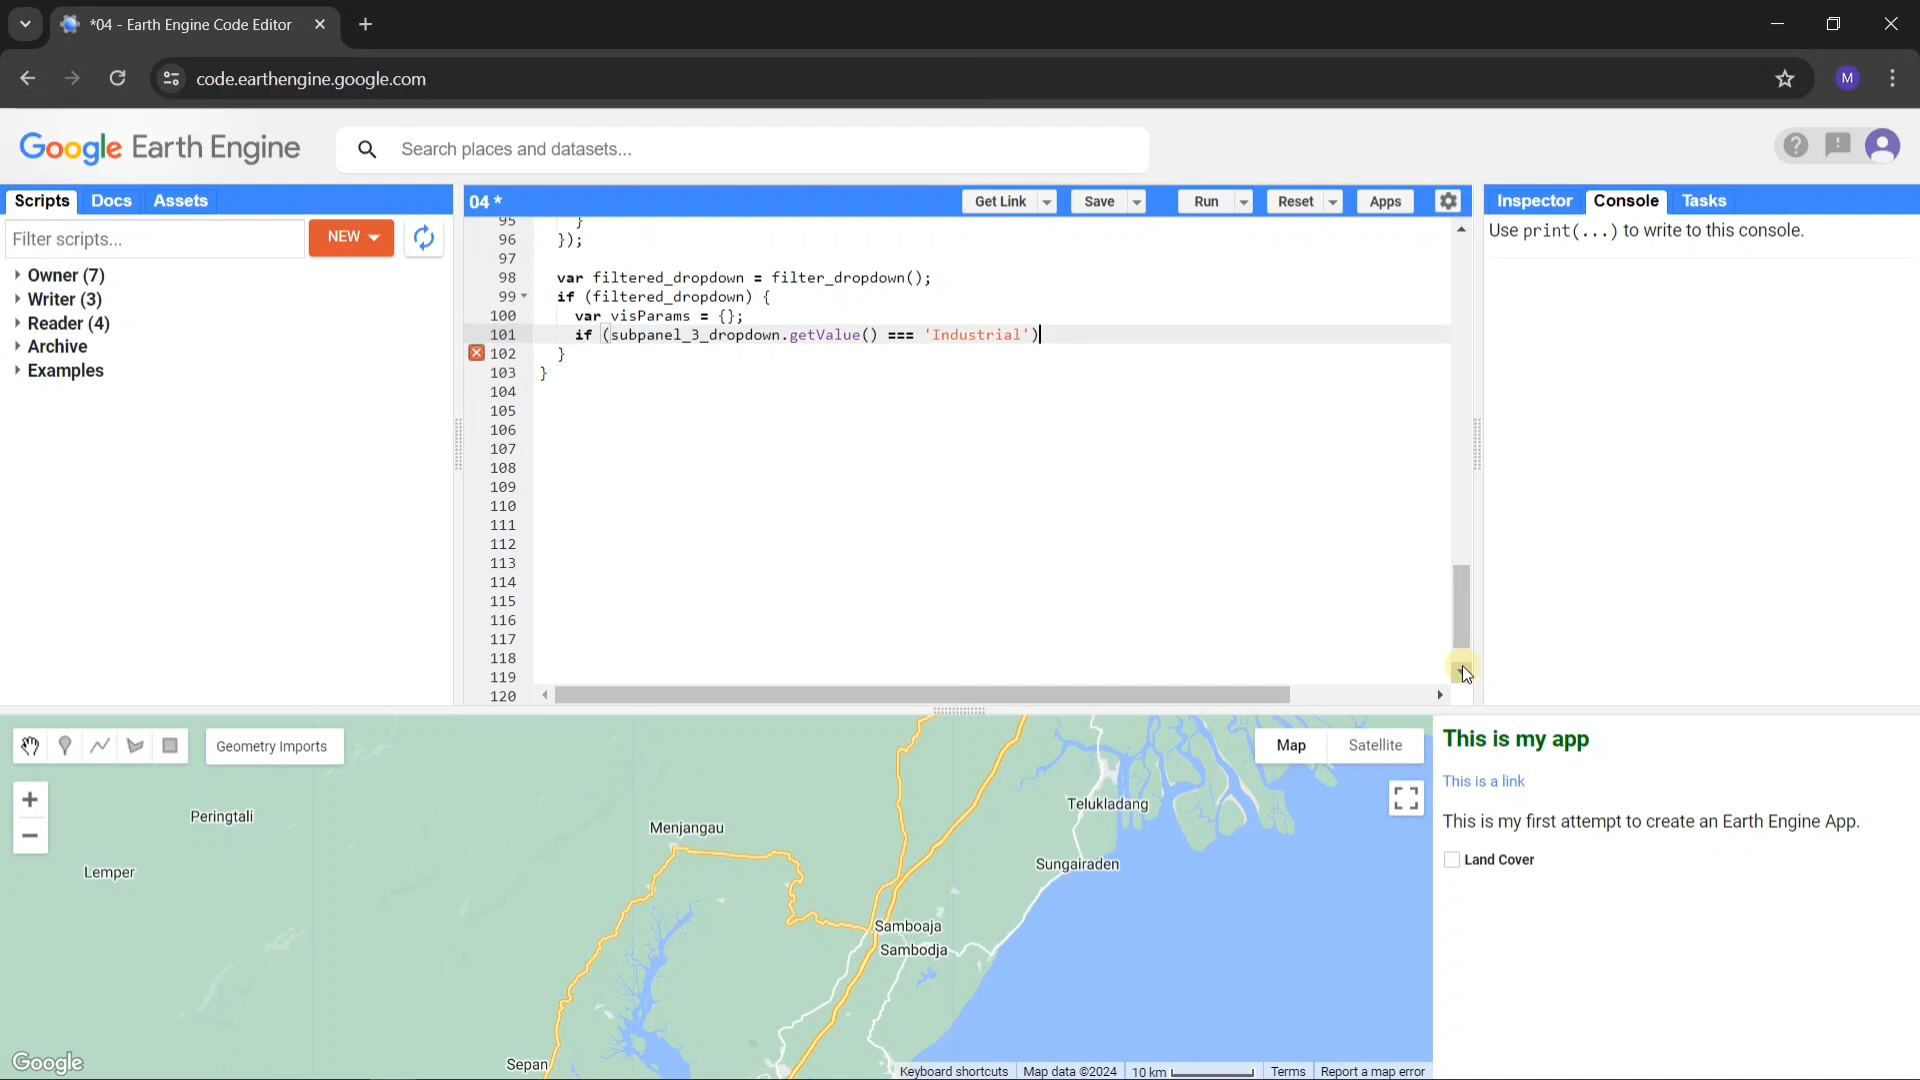 *04 - Earth Engine Code Editor
code.earthengine.google.com
M
Google Earth Engine
Search places and datasets...
Scripts Docs Assets
Filter scripts...
NEW
Owner (7)
Writer (3)
Reader (4)
Archive
Examples
04 *
Get Link Save Run Reset Apps
95 }
96 });
97
98 var filtered_dropdown = filter_dropdown();
99 if (filtered_dropdown) {
100 var visParams = {};
101 if (subpanel_3_dropdown.getValue() === 'Industrial')
102 }
103 }
104
105
106
107
108
109
110
111
112
113
114
115
116
117
118
119
120
Inspector Console Tasks
Use print(...) to write to this console.
Geometry Imports
Map Satellite
Peringtali
Lemper
Menjangau
Telukladang
Sungairaden
Samboaja
Sambodja
Sepan
Google
Keyboard shortcuts Map data ©2024 10 km Terms Report a map error
This is my app
This is a link
This is my first attempt to create an Earth Engine App.
Land Cover